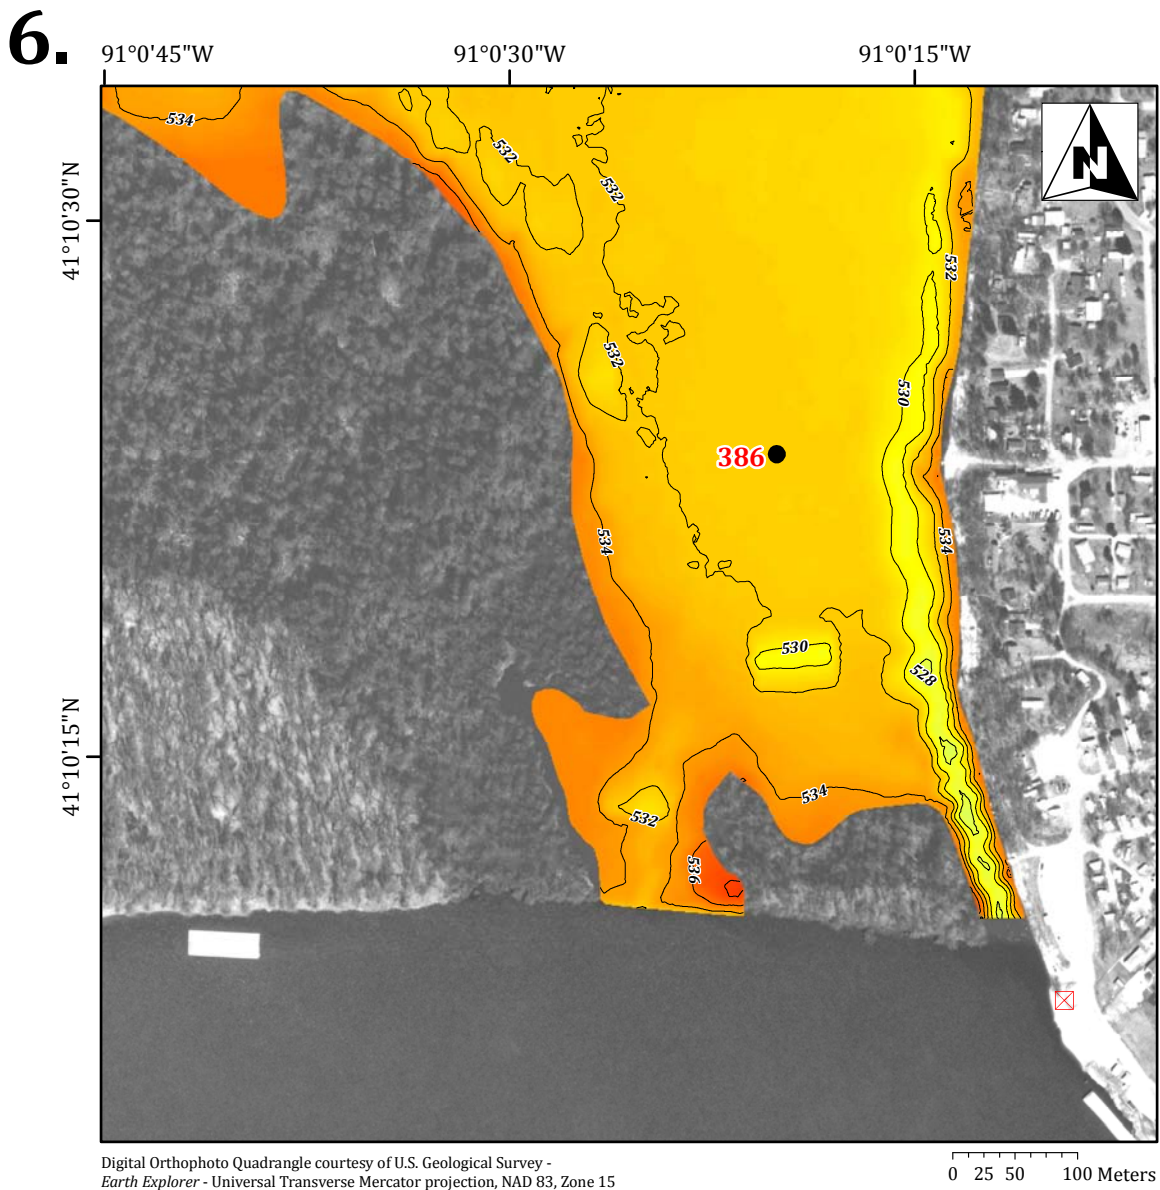 6.
91°0'45"W 91°0'30"W 91°0'15"W
534
N
532
532
41°10'30"N
532
532
530
386
534
534
530
528
41°10'15"N
534
532
536
Digital Orthophoto Quadrangle courtesy of U.S. Geological Survey -
Earth Explorer - Universal Transverse Mercator projection, NAD 83, Zone 15
0 25 50 100 Meters